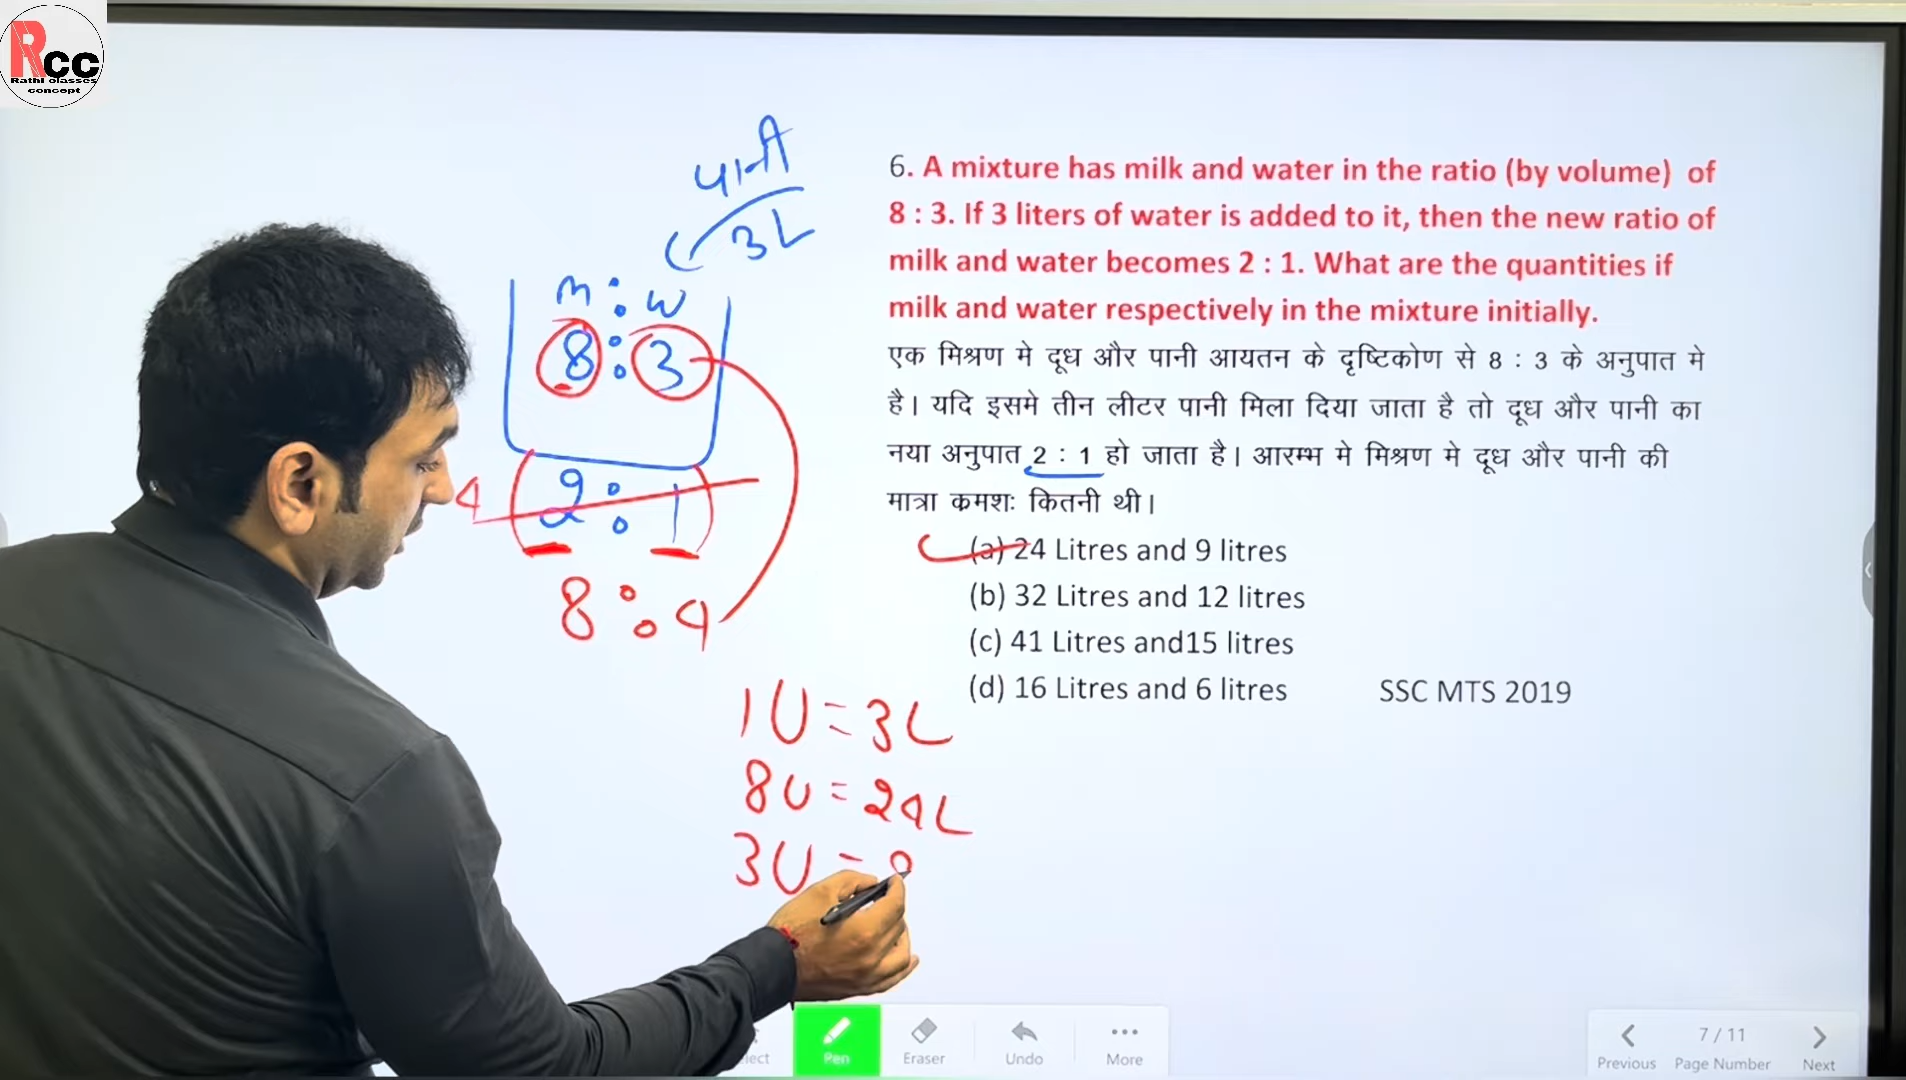 Rcc
Rathi classes
concept
पानी
3L
m : w
8 : 3
4 2 : 1
8 : 4
1U = 3L
8U = 24L
3U = 9
6. A mixture has milk and water in the ratio (by volume) of
8 : 3. If 3 liters of water is added to it, then the new ratio of
milk and water becomes 2 : 1. What are the quantities if
milk and water respectively in the mixture initially.
एक मिश्रण मे दूध और पानी आयतन के दृष्टिकोण से 8 : 3 के अनुपात मे
है। यदि इसमे तीन लीटर पानी मिला दिया जाता है तो दूध और पानी का
नया अनुपात 2 : 1 हो जाता है। आरम्भ मे मिश्रण मे दूध और पानी की
मात्रा क्रमशः कितनी थी।
(a) 24 Litres and 9 litres
(b) 32 Litres and 12 litres
(c) 41 Litres and15 litres
(d) 16 Litres and 6 litres SSC MTS 2019
Pen
Eraser
Undo
More
7 / 11
Previous Page Number Next